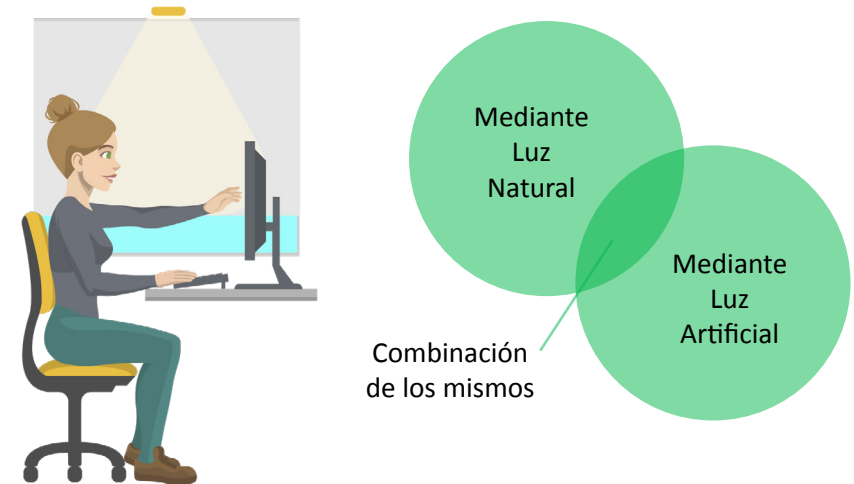 Mediante
Luz
Natural
Mediante
Luz
Artificial
Combinación
de los mismos